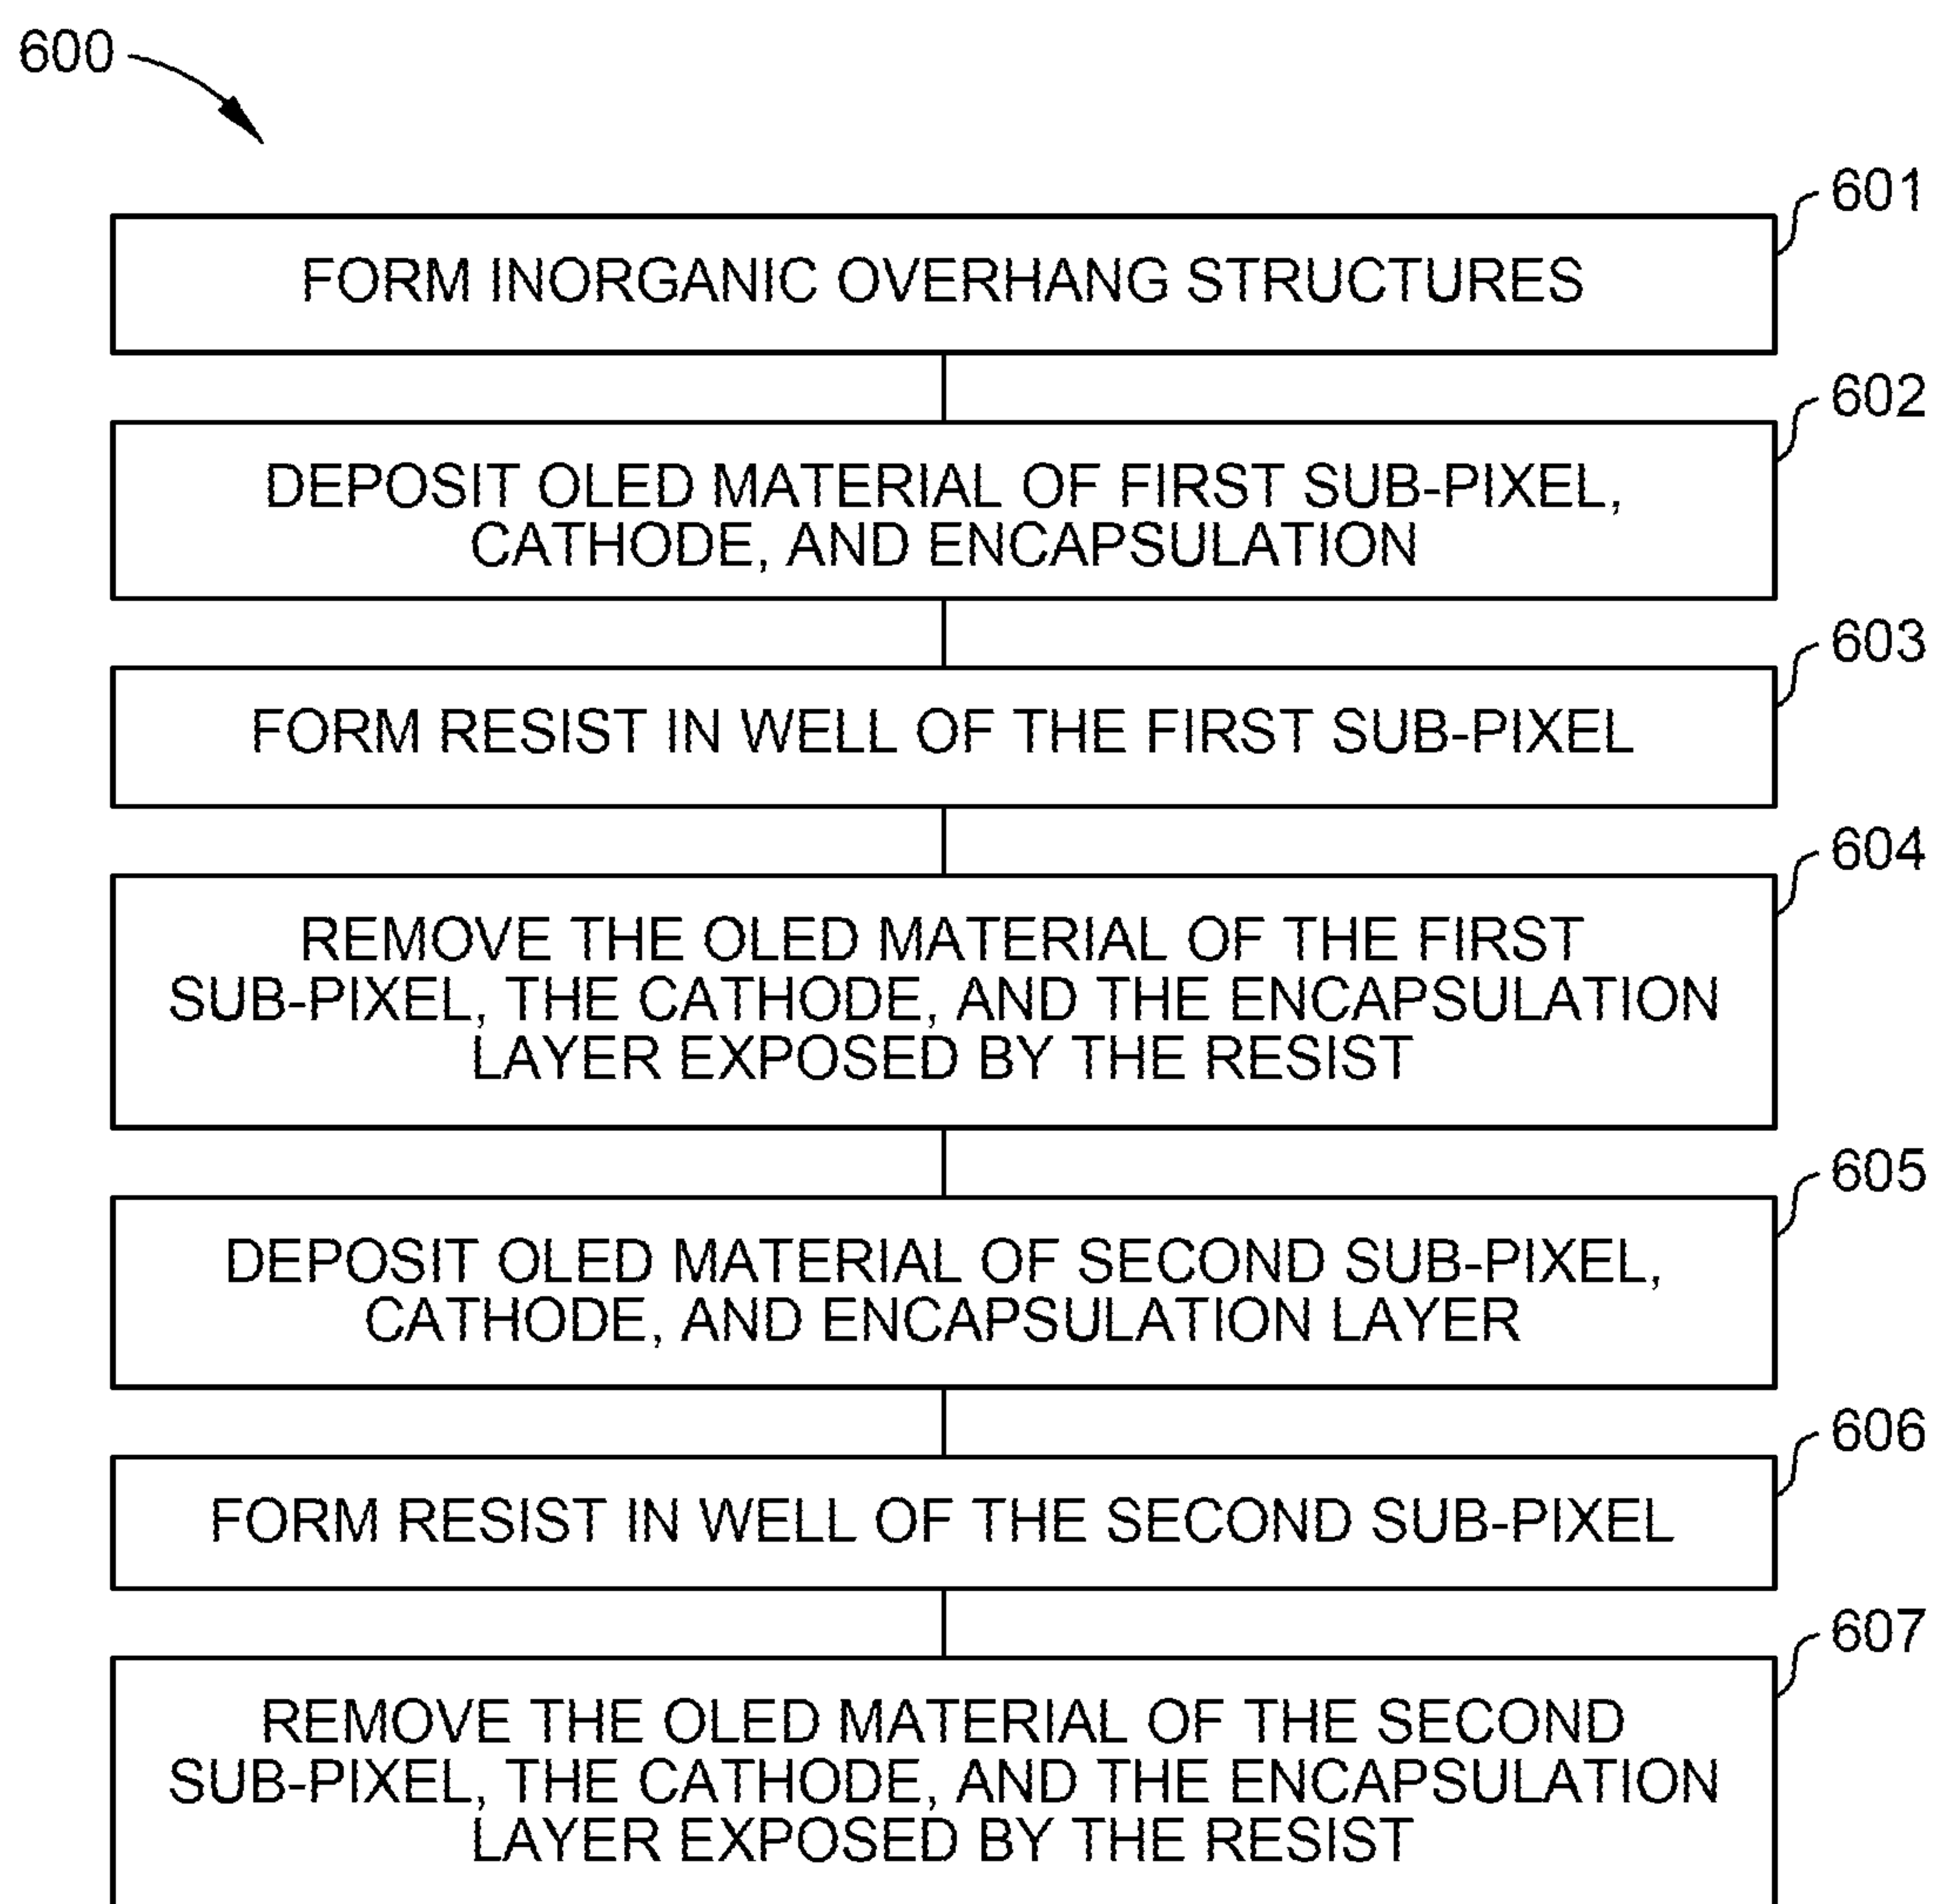 600
601
FORM INORGANIC OVERHANG STRUCTURES
602
DEPOSIT OLED MATERIAL OF FIRST SUB-PIXEL,
CATHODE, AND ENCAPSULATION
603
FORM RESIST IN WELL OF THE FIRST SUB-PIXEL
604
REMOVE THE OLED MATERIAL OF THE FIRST
SUB-PIXEL, THE CATHODE, AND THE ENCAPSULATION
LAYER EXPOSED BY THE RESIST
605
DEPOSIT OLED MATERIAL OF SECOND SUB-PIXEL,
CATHODE, AND ENCAPSULATION LAYER
606
FORM RESIST IN WELL OF THE SECOND SUB-PIXEL
607
REMOVE THE OLED MATERIAL OF THE SECOND
SUB-PIXEL, THE CATHODE, AND THE ENCAPSULATION
LAYER EXPOSED BY THE RESIST